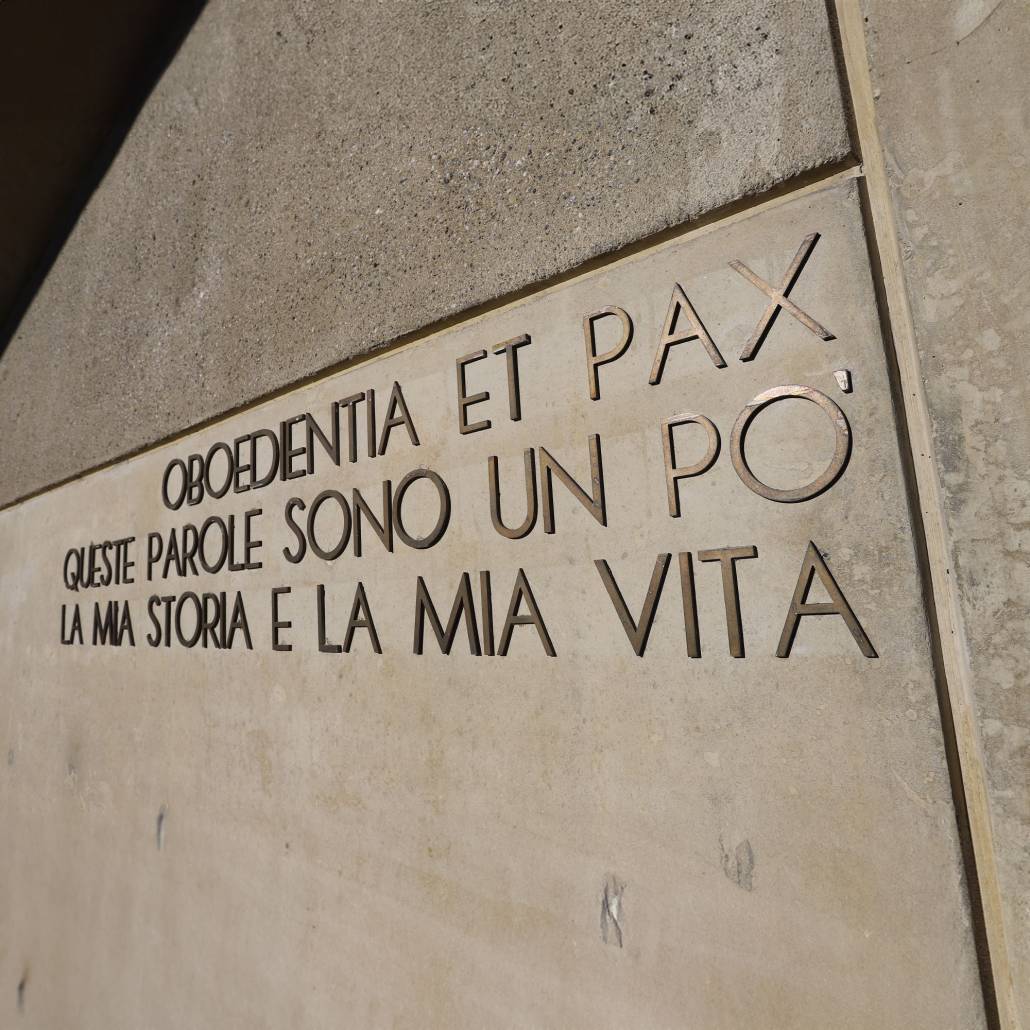 OBOEDIENTIA ET PAX
QUESTE PAROLE SONO UN PO'
LA MIA STORIA E LA MIA VITA